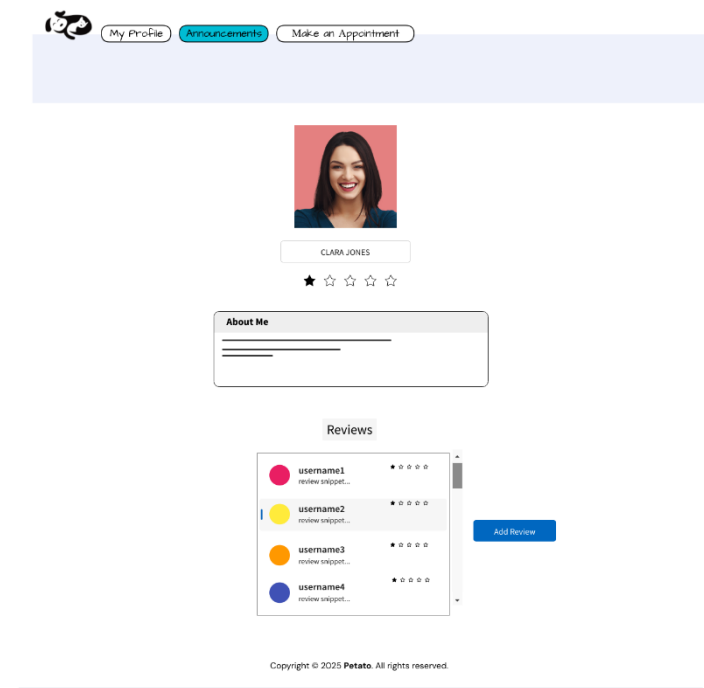 My Profile
Announcements
Make an Appointment
CLARA JONES
About Me
Reviews
username1
review snippet...
username2
review snippet...
username3
review snippet...
username4
review snippet...
Add Review
Copyright © 2025 Petato. All rights reserved.